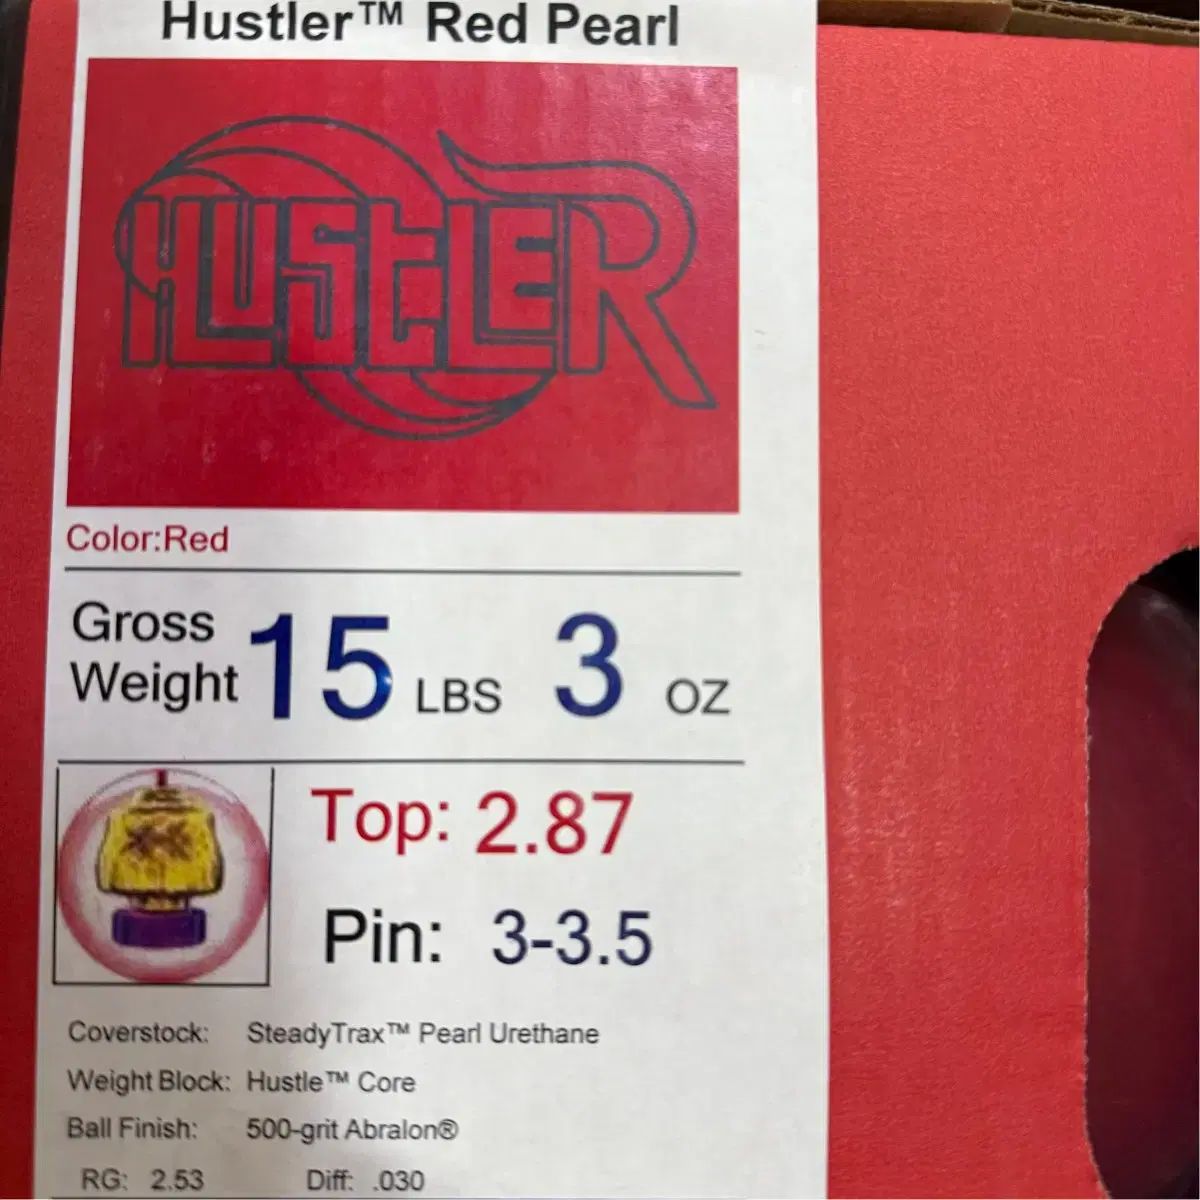 Hustler™ Red Pearl
HUSTLER
Color:Red
Gross Weight 15 LBS 3 OZ
Top: 2.87
Pin: 3-3.5
Coverstock: SteadyTrax™ Pearl Urethane
Weight Block: Hustle™ Core
Ball Finish: 500-grit Abralon®
RG: 2.53 Diff: .030